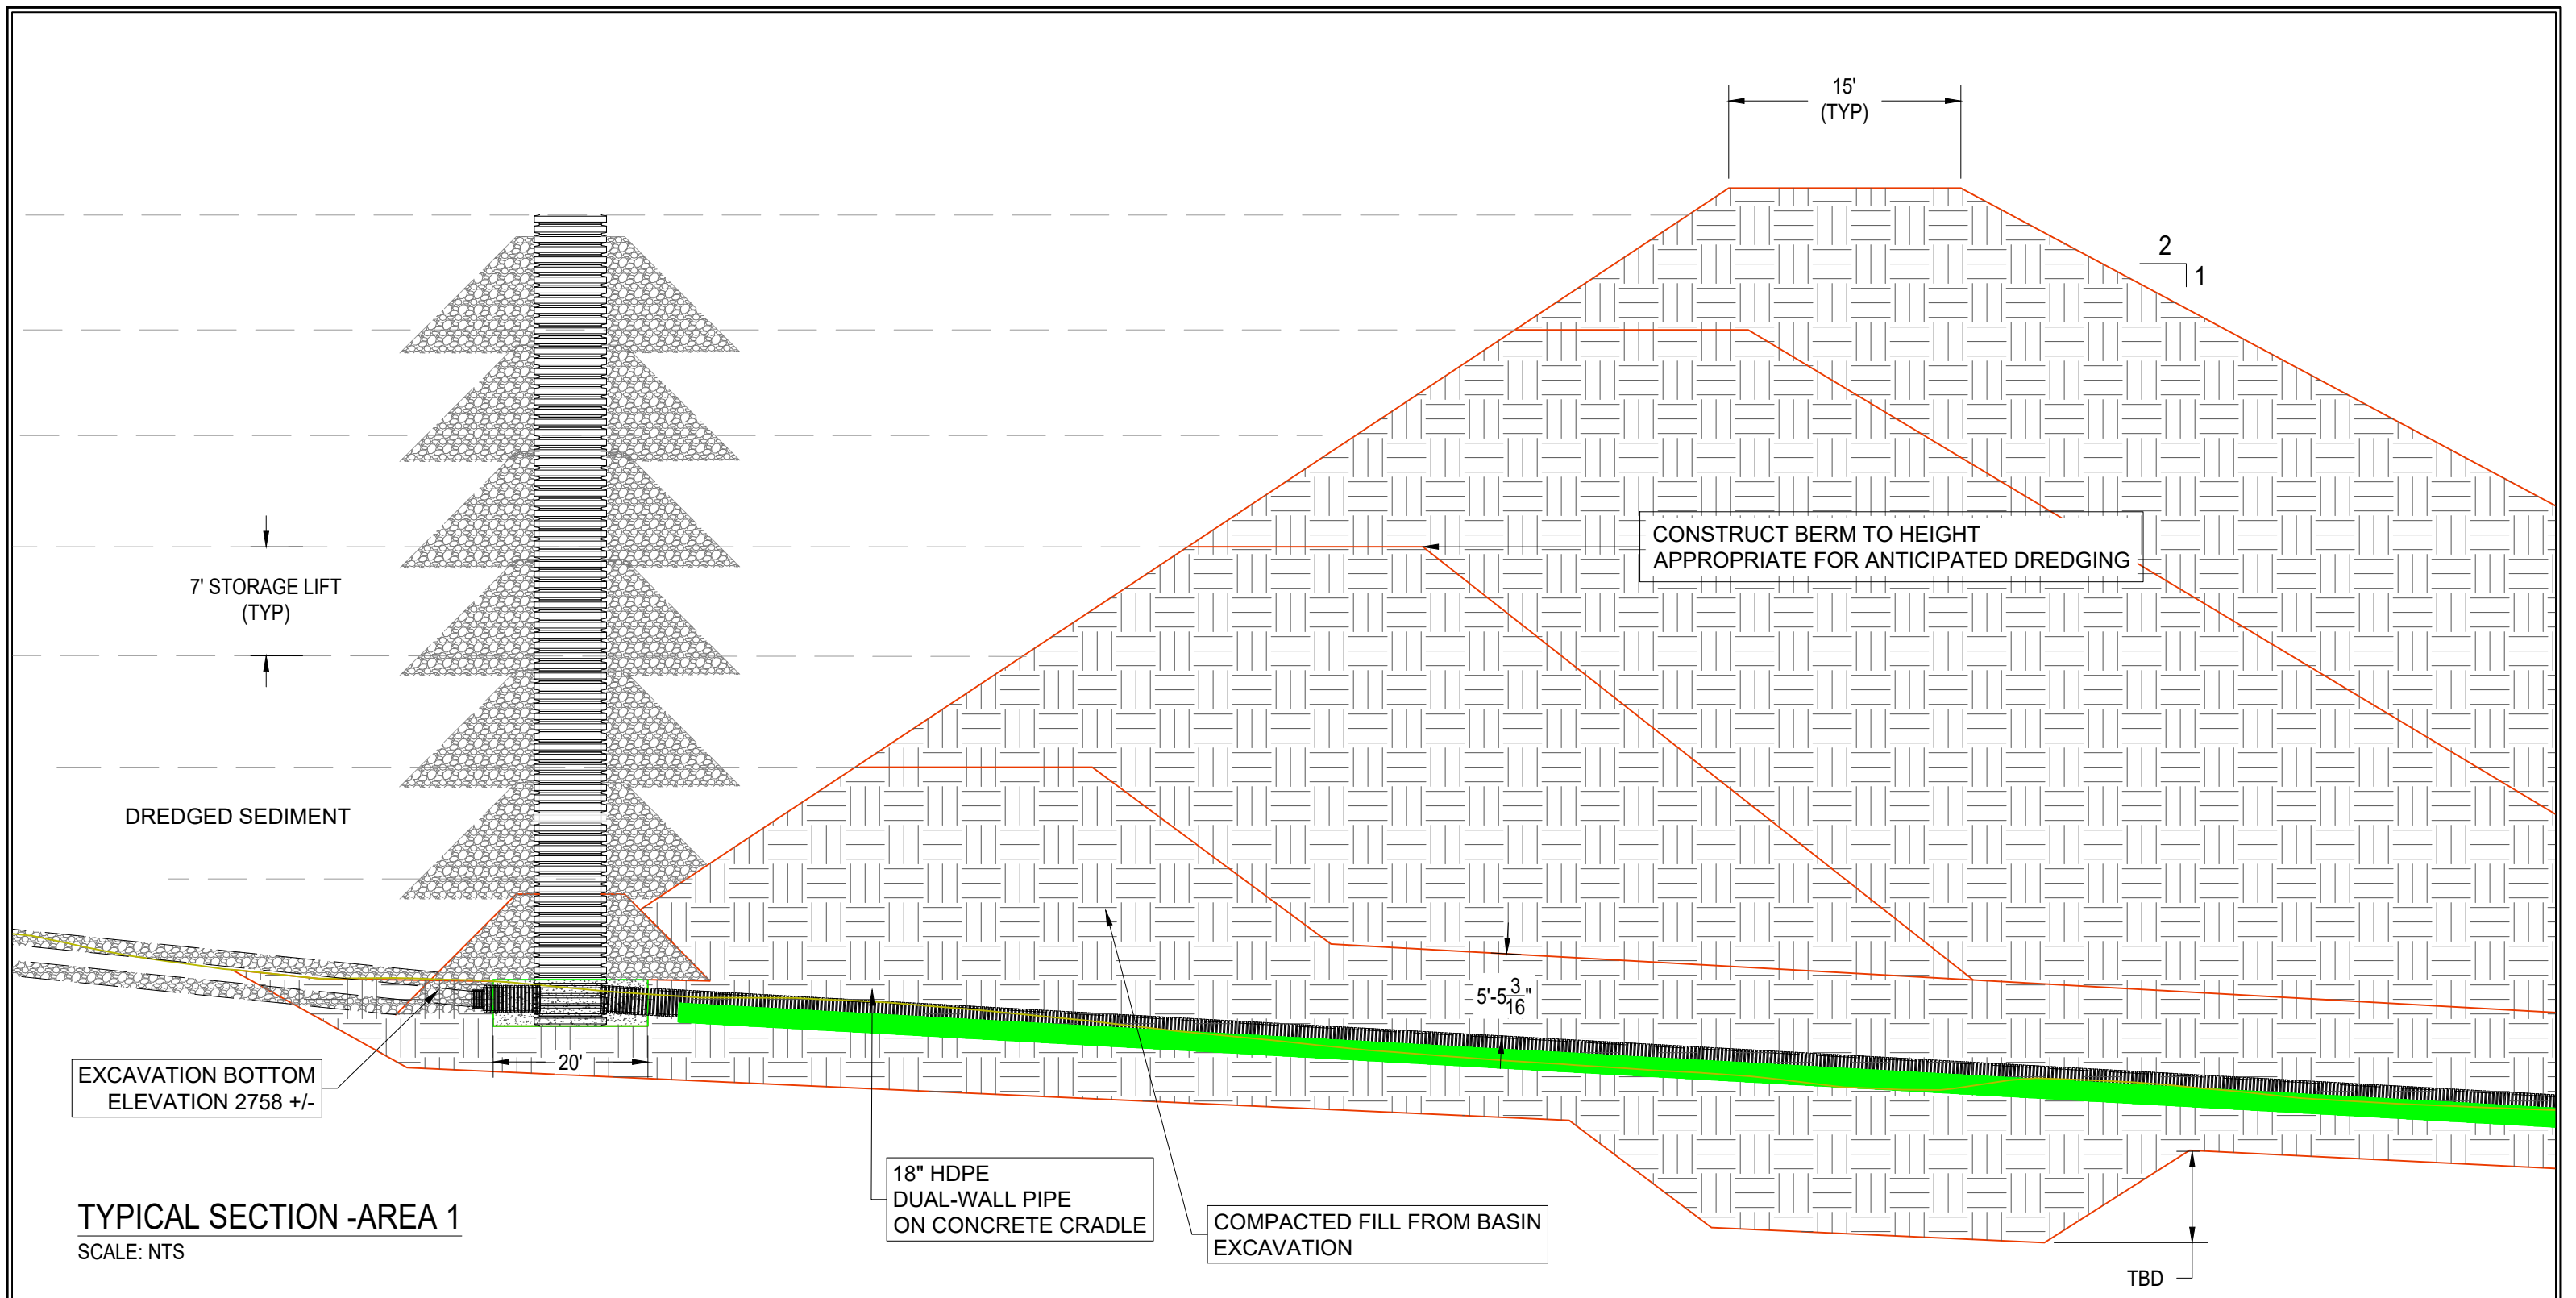 15'
(TYP)
2
1
CONSTRUCT BERM TO HEIGHT
APPROPRIATE FOR ANTICIPATED DREDGING
7' STORAGE LIFT
(TYP)
DREDGED SEDIMENT
5'-5 3/16"
20'
EXCAVATION BOTTOM
ELEVATION 2758 +/-
18" HDPE
DUAL-WALL PIPE
ON CONCRETE CRADLE
COMPACTED FILL FROM BASIN
EXCAVATION
TBD
TYPICAL SECTION -AREA 1
SCALE: NTS